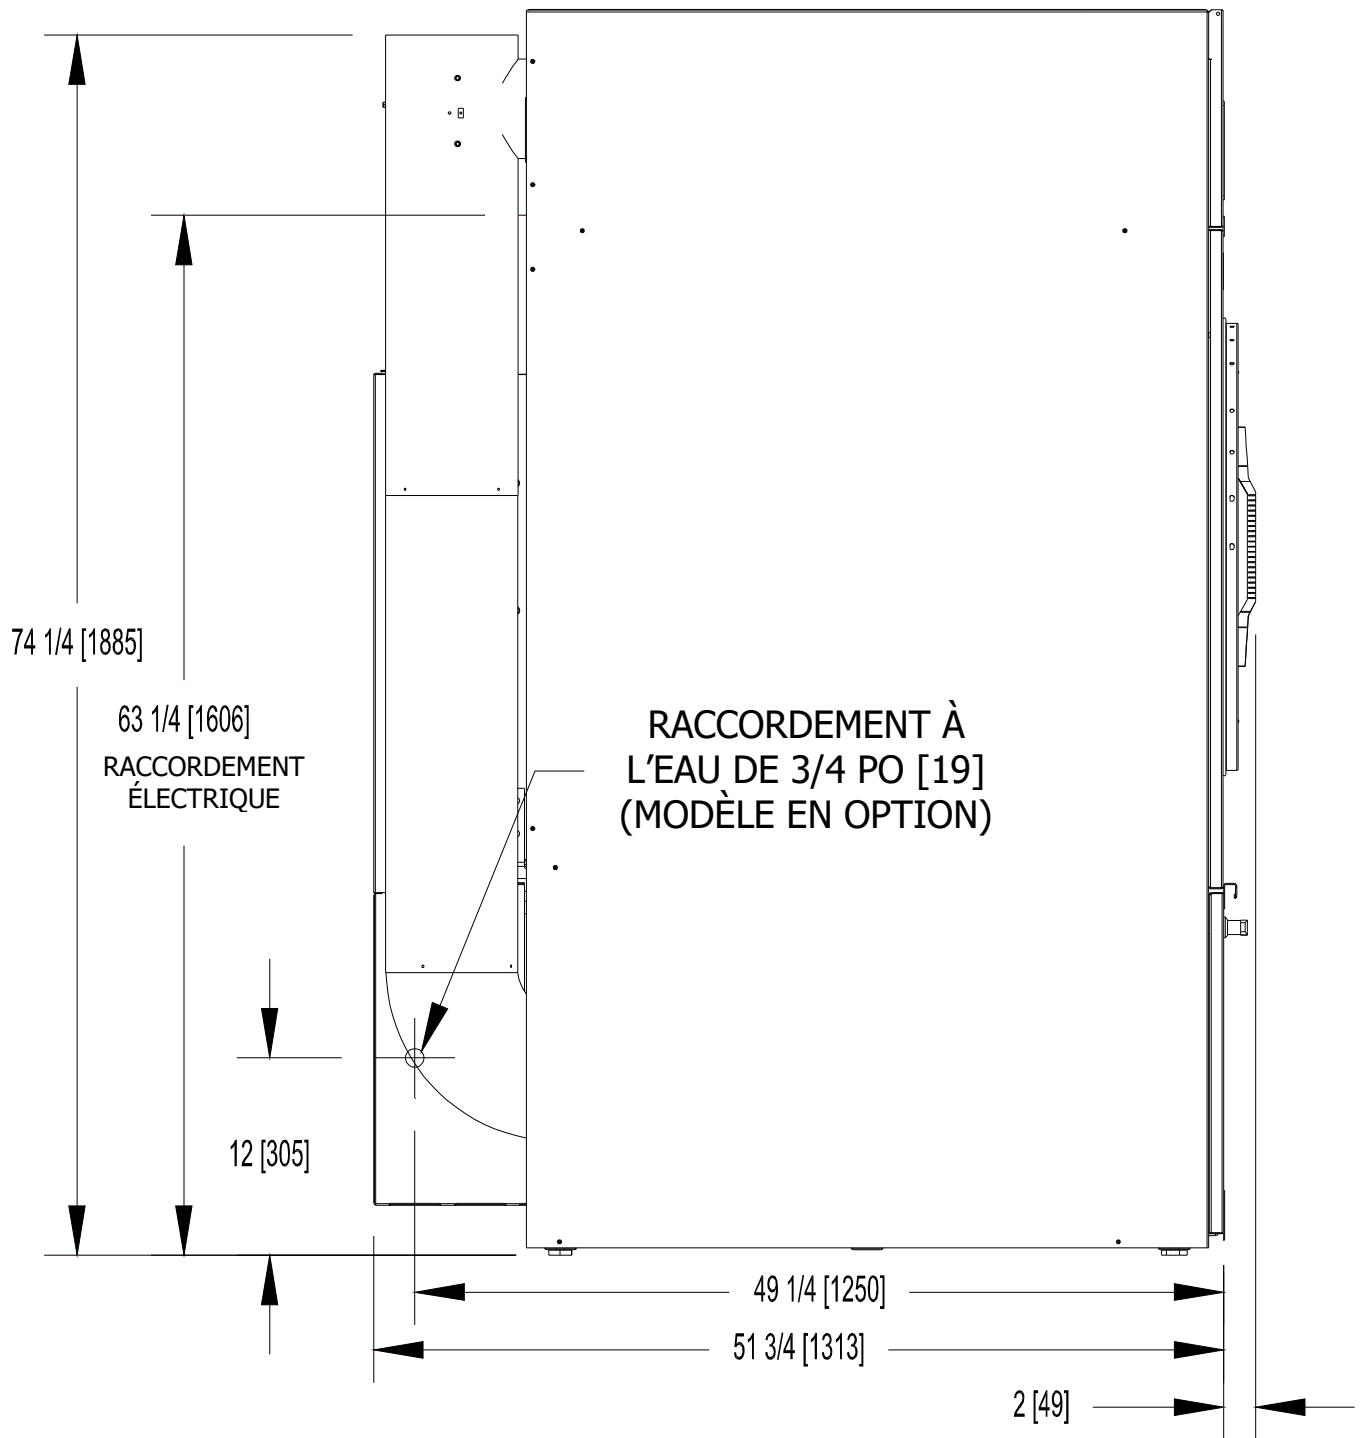 74 1/4 [1885]
63 1/4 [1606]
RACCORDEMENT
ÉLECTRIQUE
RACCORDEMENT À
L'EAU DE 3/4 PO [19]
(MODÈLE EN OPTION)
12 [305]
49 1/4 [1250]
51 3/4 [1313]
2 [49]